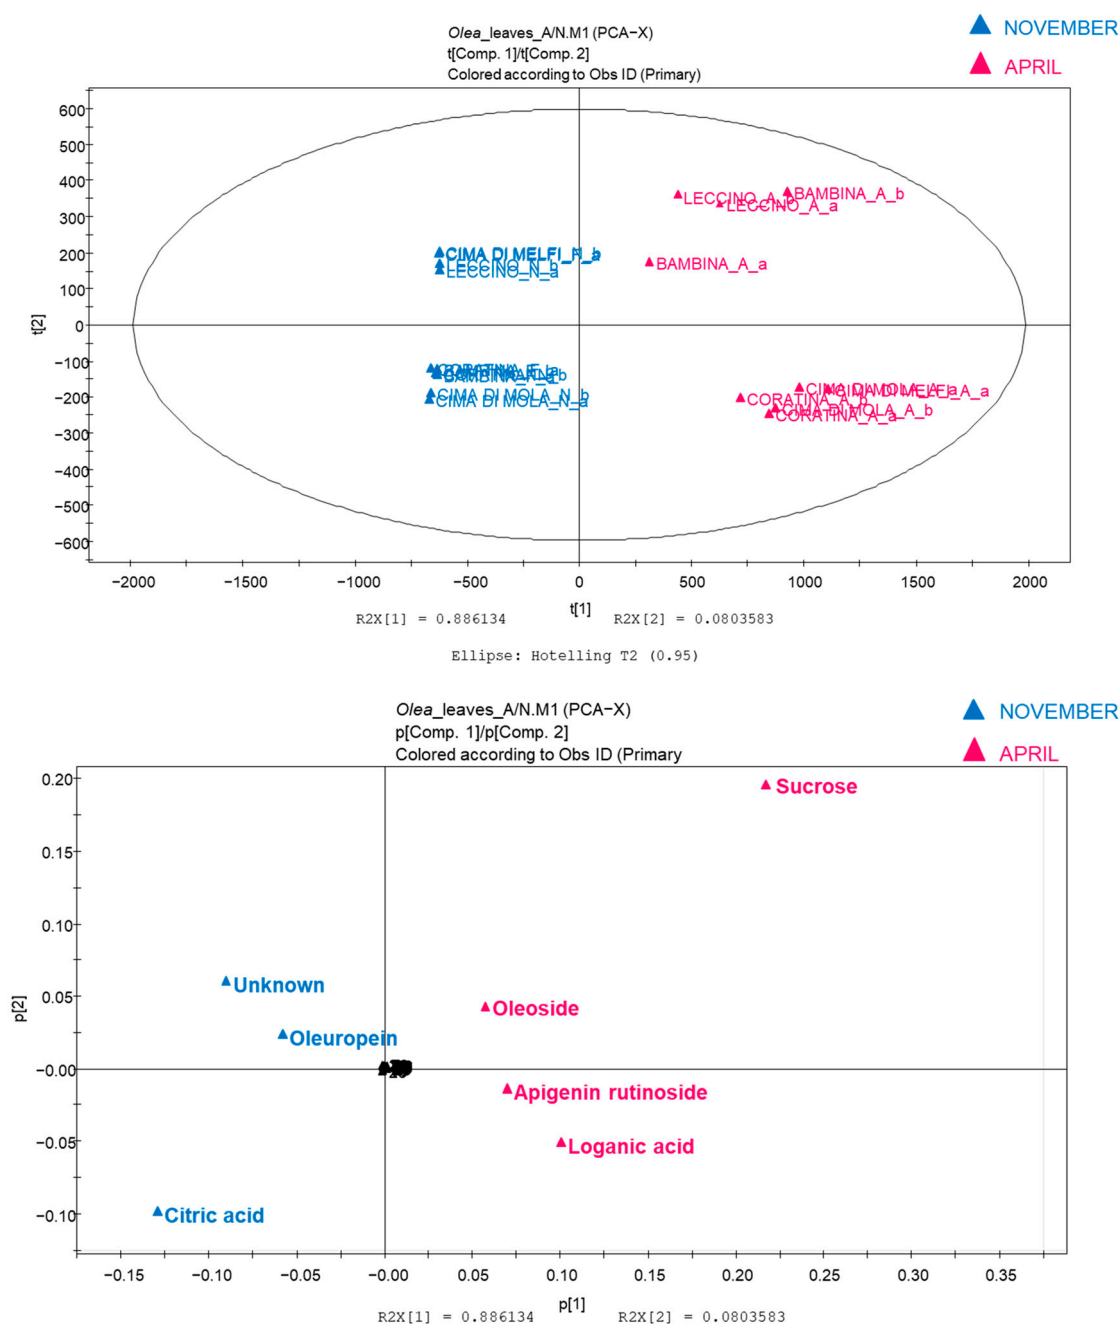 Olea_leaves_A/N.M1 (PCA-X)
t[Comp. 1]/t[Comp. 2]
Colored according to Obs ID (Primary)
NOVEMBER
APRIL
600
500
400
300
200
100
0
−100
−200
−300
−400
−500
−600
t[2]
LECCINO_A_b
BAMBINA_A_b
LECCINO_A_a
CIMA DI MELFI_N_b
LECCINO_N_b
BAMBINA_A_a
LECCINO_N_a
CIMA DI MOLA_N_b
CIMA DI MOLA_N_a
CIMA DI MOLA_A_a
CIMA DI MELFI_A_a
CORATINA_A_b
CIMA DI MOLA_A_b
CORATINA_A_a
−2000 −1500 −1000 −500 0 500 1000 1500 2000
t[1]
R2X[1] = 0.886134 R2X[2] = 0.0803583
Ellipse: Hotelling T2 (0.95)
Olea_leaves_A/N.M1 (PCA-X)
p[Comp. 1]/p[Comp. 2]
Colored according to Obs ID (Primary
NOVEMBER
APRIL
0.20
0.15
0.10
0.05
−0.00
−0.05
−0.10
p[2]
Sucrose
Unknown
Oleoside
Oleuropein
Apigenin rutinoside
Loganic acid
Citric acid
−0.15 −0.10 −0.05 −0.00 0.05 0.10 0.15 0.20 0.25 0.30 0.35
p[1]
R2X[1] = 0.886134 R2X[2] = 0.0803583